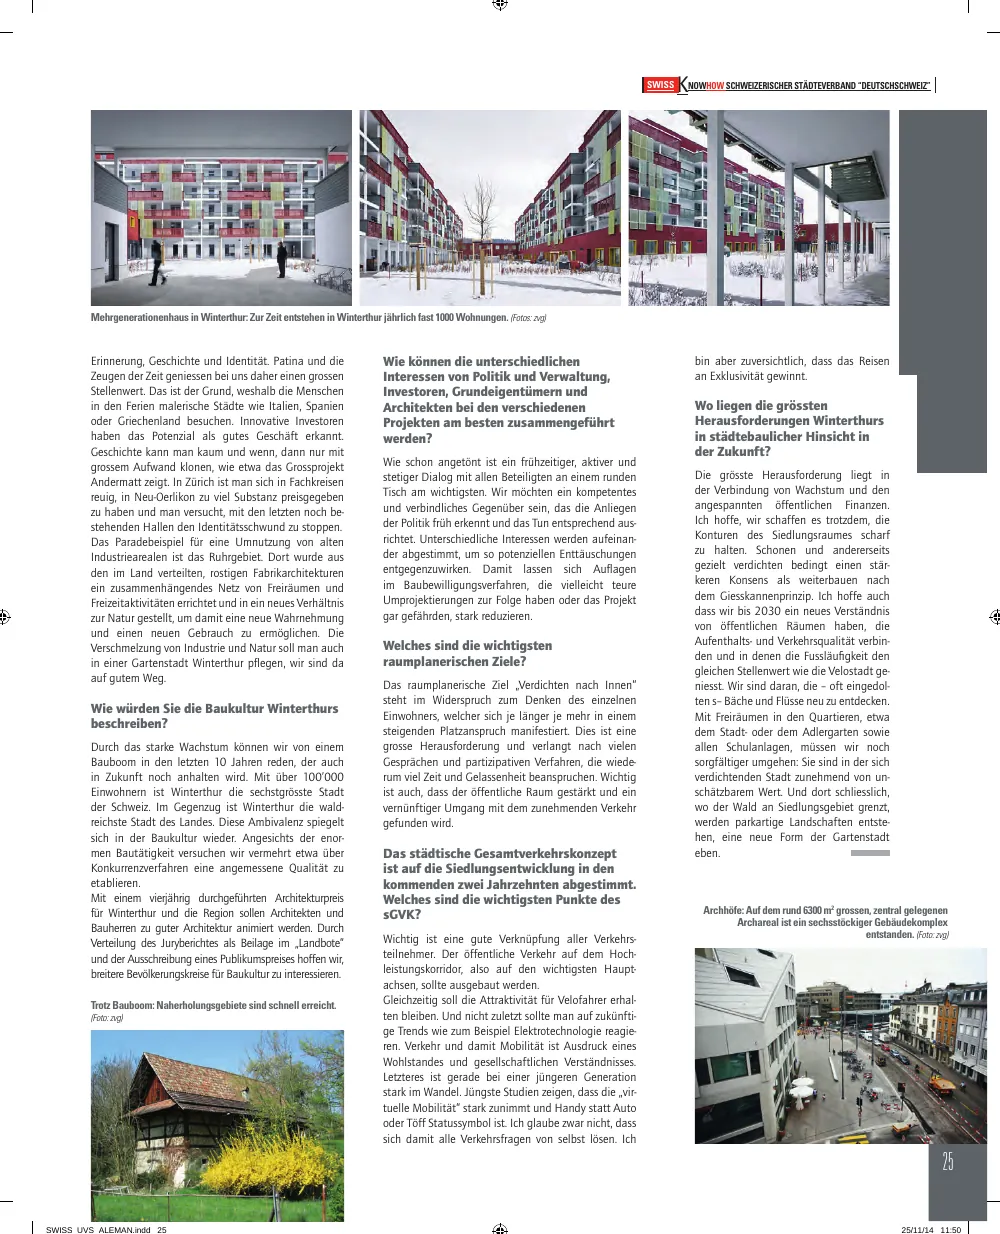 SWISS KNOWHOW SCHWEIZERISCHER STÄDTEVERBAND “DEUTSCHSCHWEIZ”
Mehrgenerationenhaus in Winterthur: Zur Zeit entstehen in Winterthur jährlich fast 1000 Wohnungen. (Fotos: zvg)
Erinnerung, Geschichte und Identität. Patina und die
Zeugen der Zeit geniessen bei uns daher einen grossen
Stellenwert. Das ist der Grund, weshalb die Menschen
in den Ferien malerische Städte wie Italien, Spanien
oder Griechenland besuchen. Innovative Investoren
haben das Potenzial als gutes Geschäft erkannt.
Geschichte kann man kaum und wenn, dann nur mit
grossem Aufwand klonen, wie etwa das Grossprojekt
Andermatt zeigt. In Zürich ist man sich in Fachkreisen
reuig, in Neu-Oerlikon zu viel Substanz preisgegeben
zu haben und man versucht, mit den letzten noch be-
stehenden Hallen den Identitätsschwund zu stoppen.
Das Paradebeispiel für eine Umnutzung von alten
Industriearealen ist das Ruhrgebiet. Dort wurde aus
den im Land verteilten, rostigen Fabrikarchitekturen
ein zusammenhängendes Netz von Freiräumen und
Freizeitaktivitäten errichtet und in ein neues Verhältnis
zur Natur gestellt, um damit eine neue Wahrnehmung
und einen neuen Gebrauch zu ermöglichen. Die
Verschmelzung von Industrie und Natur soll man auch
in einer Gartenstadt Winterthur pflegen, wir sind da
auf gutem Weg.
Wie würden Sie die Baukultur Winterthurs
beschreiben?
Durch das starke Wachstum können wir von einem
Bauboom in den letzten 10 Jahren reden, der auch
in Zukunft noch anhalten wird. Mit über 100’000
Einwohnern ist Winterthur die sechstgrösste Stadt
der Schweiz. Im Gegenzug ist Winterthur die wald-
reichste Stadt des Landes. Diese Ambivalenz spiegelt
sich in der Baukultur wieder. Angesichts der enor-
men Bautätigkeit versuchen wir vermehrt etwa über
Konkurrenzverfahren eine angemessene Qualität zu
etablieren.
Mit einem vierjährig durchgeführten Architekturpreis
für Winterthur und die Region sollen Architekten und
Bauherren zu guter Architektur animiert werden. Durch
Verteilung des Juryberichtes als Beilage im „Landbote“
und der Ausschreibung eines Publikumspreises hoffen wir,
breitere Bevölkerungskreise für Baukultur zu interessieren.
Trotz Bauboom: Naherholungsgebiete sind schnell erreicht.
(Foto: zvg)
Wie können die unterschiedlichen
Interessen von Politik und Verwaltung,
Investoren, Grundeigentümern und
Architekten bei den verschiedenen
Projekten am besten zusammengeführt
werden?
Wie schon angetönt ist ein frühzeitiger, aktiver und
stetiger Dialog mit allen Beteiligten an einem runden
Tisch am wichtigsten. Wir möchten ein kompetentes
und verbindliches Gegenüber sein, das die Anliegen
der Politik früh erkennt und das Tun entsprechend aus-
richtet. Unterschiedliche Interessen werden aufeinan-
der abgestimmt, um so potenziellen Enttäuschungen
entgegenzuwirken. Damit lassen sich Auflagen
im Baubewilligungsverfahren, die vielleicht teure
Umprojektierungen zur Folge haben oder das Projekt
gar gefährden, stark reduzieren.
Welches sind die wichtigsten
raumplanerischen Ziele?
Das raumplanerische Ziel „Verdichten nach Innen“
steht im Widerspruch zum Denken des einzelnen
Einwohners, welcher sich je länger je mehr in einem
steigenden Platzanspruch manifestiert. Dies ist eine
grosse Herausforderung und verlangt nach vielen
Gesprächen und partizipativen Verfahren, die wiede-
rum viel Zeit und Gelassenheit beanspruchen. Wichtig
ist auch, dass der öffentliche Raum gestärkt und ein
vernünftiger Umgang mit dem zunehmenden Verkehr
gefunden wird.
Das städtische Gesamtverkehrskonzept
ist auf die Siedlungsentwicklung in den
kommenden zwei Jahrzehnten abgestimmt.
Welches sind die wichtigsten Punkte des
sGVK?
Wichtig ist eine gute Verknüpfung aller Verkehrs-
teilnehmer. Der öffentliche Verkehr auf dem Hoch-
leistungskorridor, also auf den wichtigsten Haupt-
achsen, sollte ausgebaut werden.
Gleichzeitig soll die Attraktivität für Velofahrer erhal-
ten bleiben. Und nicht zuletzt sollte man auf zukünfti-
ge Trends wie zum Beispiel Elektrotechnologie reagie-
ren. Verkehr und damit Mobilität ist Ausdruck eines
Wohlstandes und gesellschaftlichen Verständnisses.
Letzteres ist gerade bei einer jüngeren Generation
stark im Wandel. Jüngste Studien zeigen, dass die „vir-
tuelle Mobilität“ stark zunimmt und Handy statt Auto
oder Töff Statussymbol ist. Ich glaube zwar nicht, dass
sich damit alle Verkehrsfragen von selbst lösen. Ich
bin aber zuversichtlich, dass das Reisen
an Exklusivität gewinnt.
Wo liegen die grössten
Herausforderungen Winterthurs
in städtebaulicher Hinsicht in
der Zukunft?
Die grösste Herausforderung liegt in
der Verbindung von Wachstum und den
angespannten öffentlichen Finanzen.
Ich hoffe, wir schaffen es trotzdem, die
Konturen des Siedlungsraumes scharf
zu halten. Schonen und andererseits
gezielt verdichten bedingt einen stär-
keren Konsens als weiterbauen nach
dem Giesskannenprinzip. Ich hoffe auch
dass wir bis 2030 ein neues Verständnis
von öffentlichen Räumen haben, die
Aufenthalts- und Verkehrsqualität verbin-
den und in denen die Fussläufigkeit den
gleichen Stellenwert wie die Velostadt ge-
niesst. Wir sind daran, die – oft eingedol-
ten s– Bäche und Flüsse neu zu entdecken.
Mit Freiräumen in den Quartieren, etwa
dem Stadt- oder dem Adlergarten sowie
allen Schulanlagen, müssen wir noch
sorgfältiger umgehen: Sie sind in der sich
verdichtenden Stadt zunehmend von un-
schätzbarem Wert. Und dort schliesslich,
wo der Wald an Siedlungsgebiet grenzt,
werden parkartige Landschaften entste-
hen, eine neue Form der Gartenstadt
eben.
Archhöfe: Auf dem rund 6300 m² grossen, zentral gelegenen
Archareal ist ein sechsstöckiger Gebäudekomplex
entstanden. (Foto: zvg)
25
SWISS_UVS_ALEMAN.indd 25
25/11/14 11:50